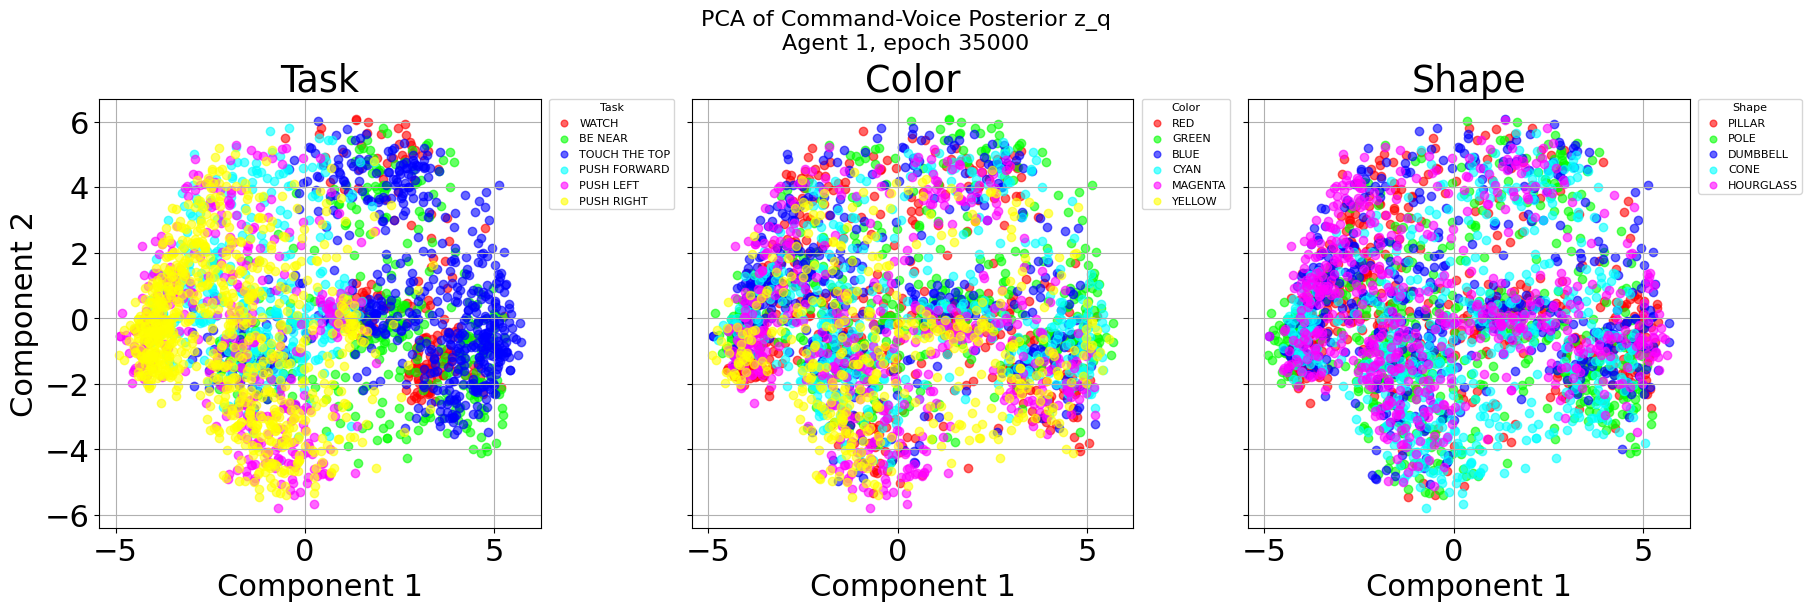 PCA of Command-Voice Posterior z_q
Agent 1, epoch 35000
Task
Component 2
6
4
2
0
−2
−4
−6
−5 0 5
Component 1
Task
WATCH
BE NEAR
TOUCH THE TOP
PUSH FORWARD
PUSH LEFT
PUSH RIGHT
Color
−5 0 5
Component 1
Color
RED
GREEN
BLUE
CYAN
MAGENTA
YELLOW
Shape
−5 0 5
Component 1
Shape
PILLAR
POLE
DUMBBELL
CONE
HOURGLASS